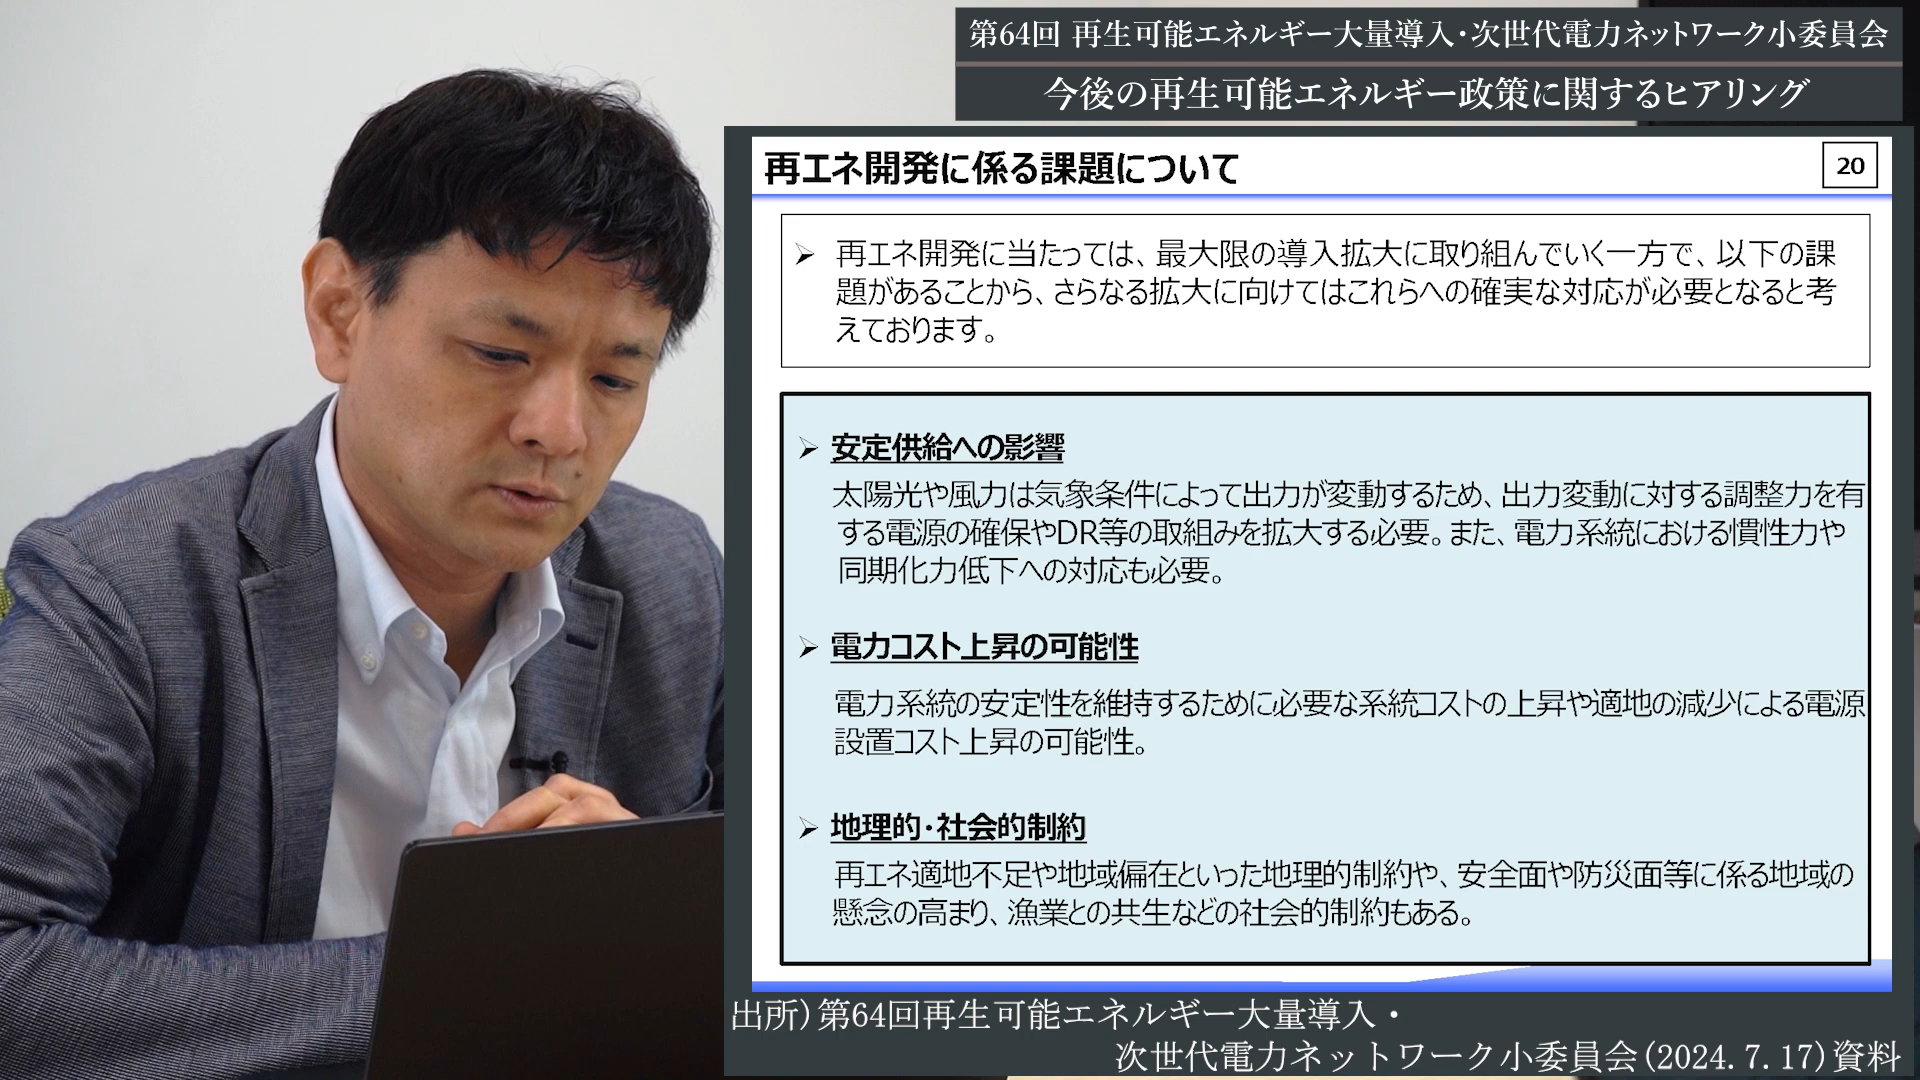 第64回 再生可能エネルギー大量導入・次世代電力ネットワーク小委員会
今後の再生可能エネルギー政策に関するヒアリング
再エネ開発に係る課題について
20
➢ 再エネ開発に当たっては、最大限の導入拡大に取り組んでいく一方で、以下の課
題があることから、さらなる拡大に向けてはこれらへの確実な対応が必要となると考
えております。
➢ 安定供給への影響
太陽光や風力は気象条件によって出力が変動するため、出力変動に対する調整力を有
する電源の確保やDR等の取組みを拡大する必要。また、電力系統における慣性力や
同期化力低下への対応も必要。
➢ 電力コスト上昇の可能性
電力系統の安定性を維持するために必要な系統コストの上昇や適地の減少による電源
設置コスト上昇の可能性。
➢ 地理的・社会的制約
再エネ適地不足や地域偏在といった地理的制約や、安全面や防災面等に係る地域の
懸念の高まり、漁業との共生などの社会的制約もある。
出所)第64回再生可能エネルギー大量導入・
次世代電力ネットワーク小委員会(2024.7.17)資料